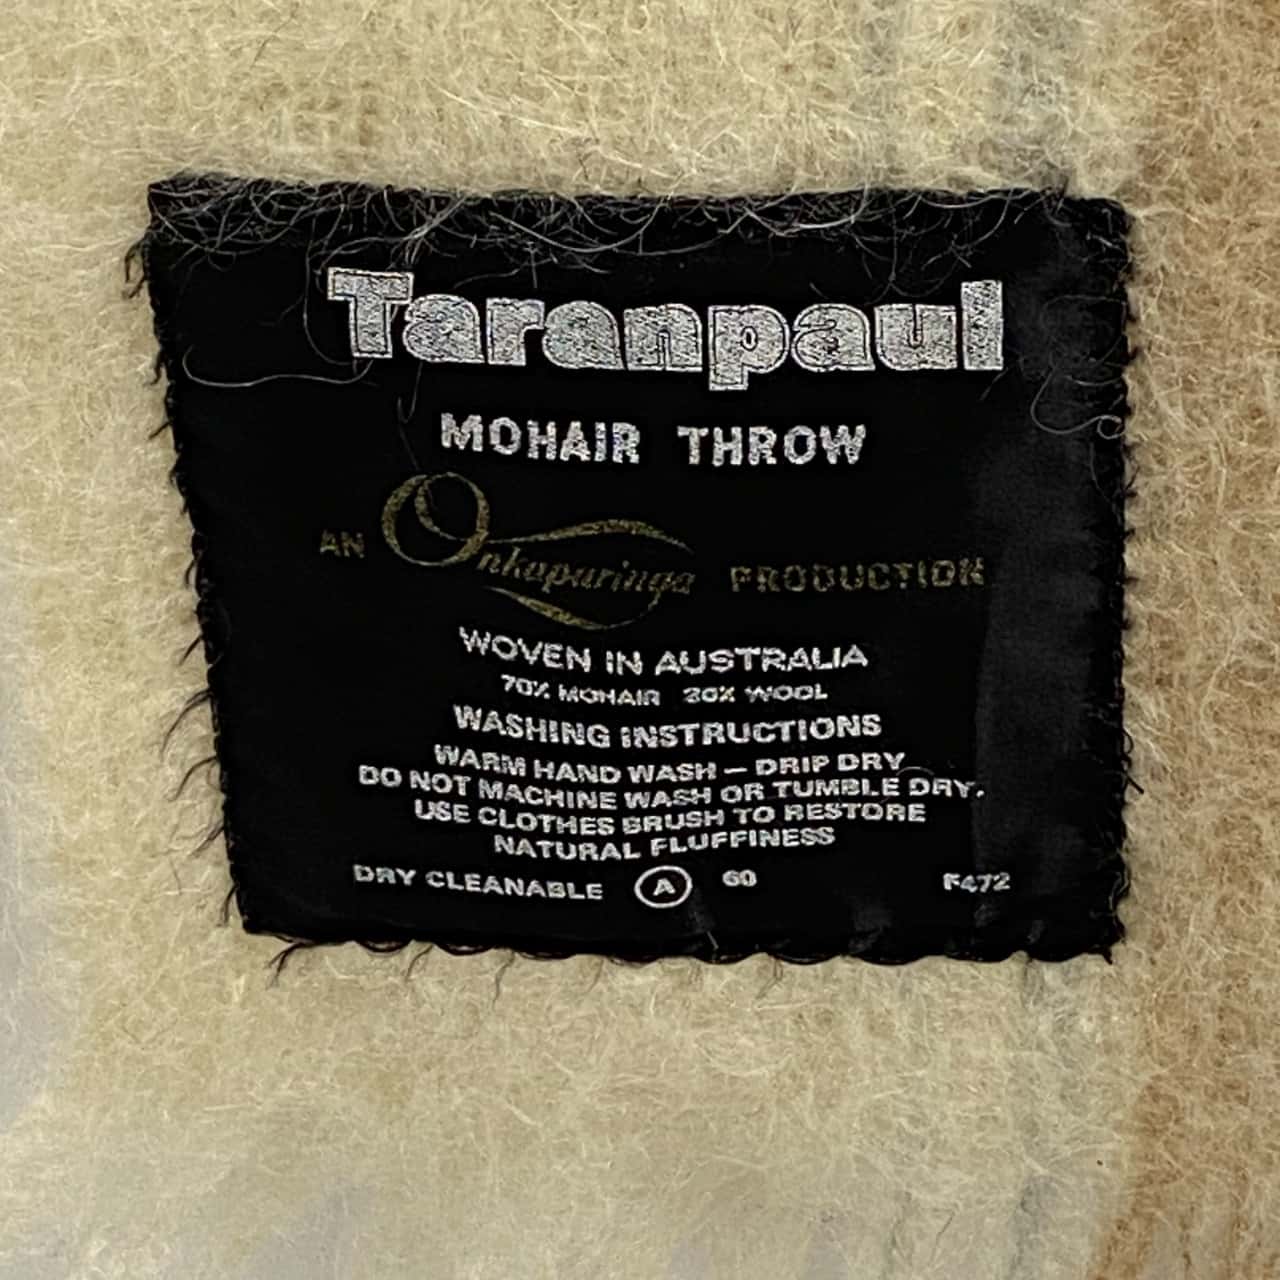 Taranpaul
MOHAIR THROW
AN Onkaparinga PRODUCTION
WOVEN IN AUSTRALIA
70% MOHAIR 30% WOOL
WASHING INSTRUCTIONS
WARM HAND WASH – DRIP DRY
DO NOT MACHINE WASH OR TUMBLE DRY.
USE CLOTHES BRUSH TO RESTORE
NATURAL FLUFFINESS
DRY CLEANABLE A 60 F472